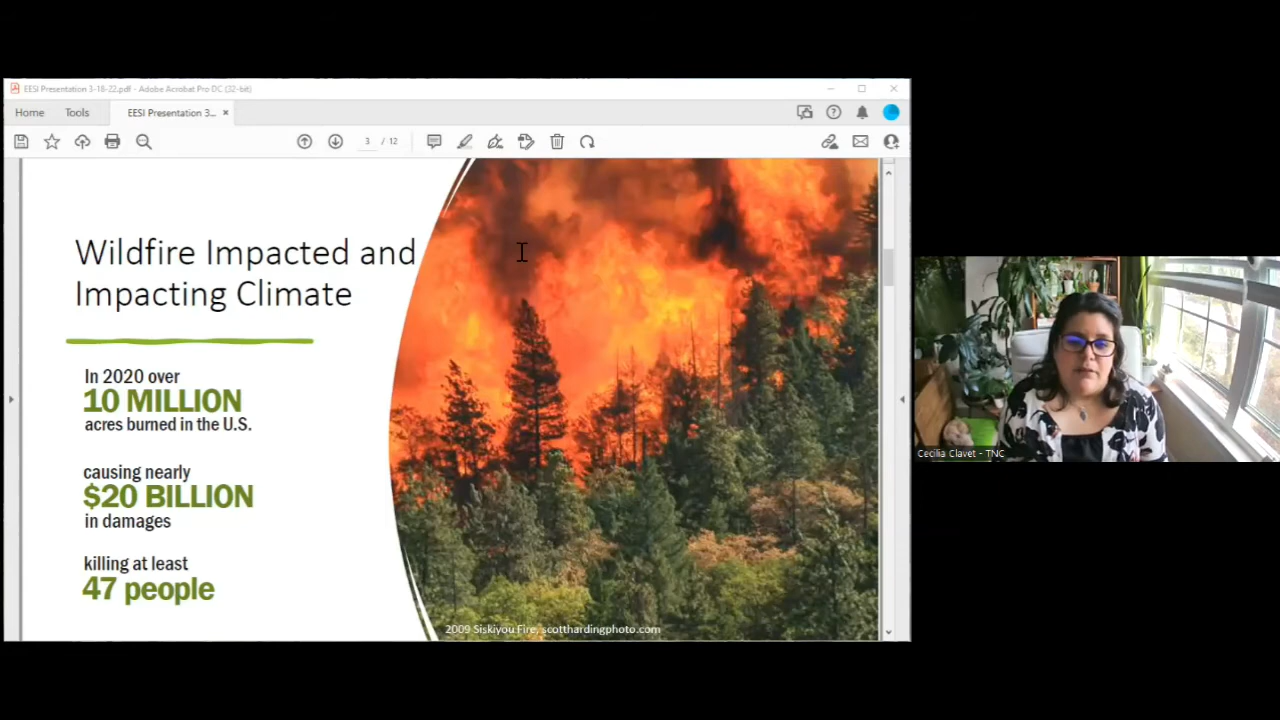 EESI Presentation 3-18-22.pdf - Adobe Acrobat Pro DC (32-bit)
Home Tools EESI Presentation 3...
3 / 12
Wildfire Impacted and
Impacting Climate
In 2020 over
10 MILLION
acres burned in the U.S.
causing nearly
$20 BILLION
in damages
killing at least
47 people
2009 Siskiyou Fire, scotthardingphoto.com
Cecilia Clavet - TNC